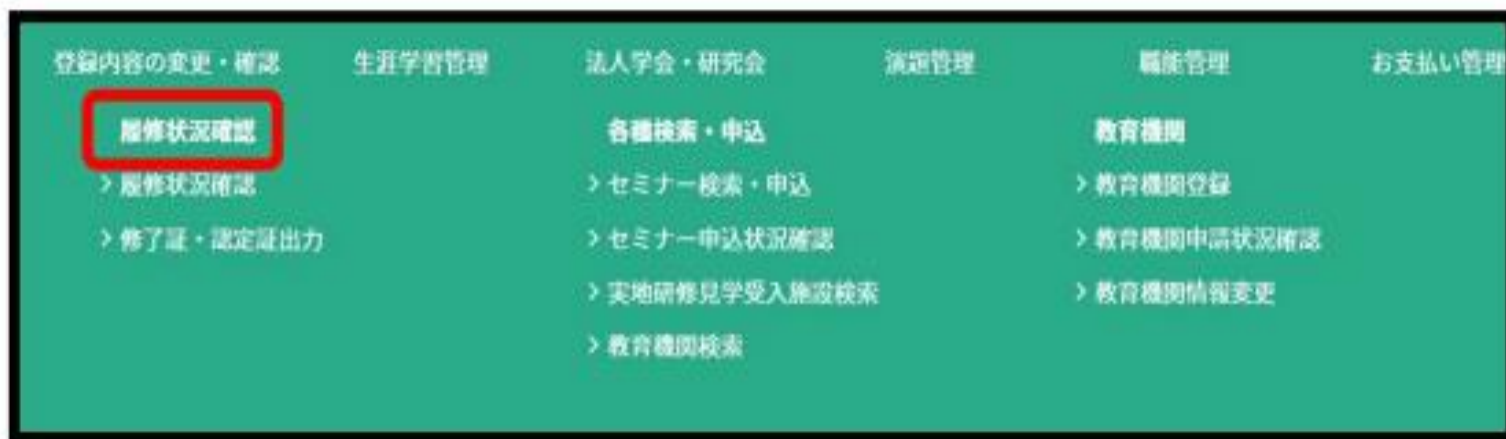 登録内容の変更・確認 生涯学習管理 法人学会・研究会 演題管理 職能管理 お支払い管理
履修状況確認 各種検索・申込 教育機関
> 履修状況確認 > セミナー検索・申込 > 教育機関登録
> 修了証・認定証出力 > セミナー申込状況確認 > 教育機関申請状況確認
> 実地研修見学受入施設検索 > 教育機関情報変更
> 教育機関検索